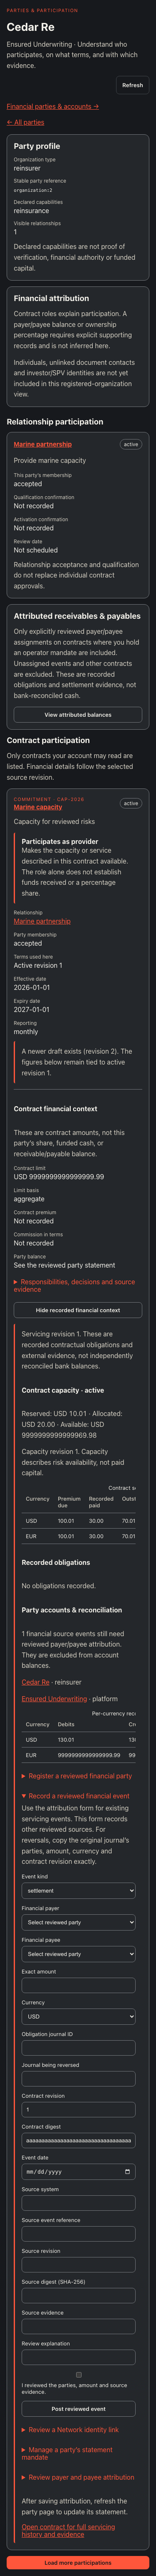 PARTIES & PARTICIPATION
Cedar Re
Ensured Underwriting · Understand who
participates, on what terms, and with which
evidence.
Refresh
Financial parties & accounts →
← All parties
Party profile
Organization type
reinsurer
Stable party reference
organization:2
Declared capabilities
reinsurance
Visible relationships
1
Declared capabilities are not proof of
verification, financial authority or funded
capital.
Financial attribution
Contract roles explain participation. A
payer/payee balance or ownership
percentage requires explicit supporting
records and is not inferred here.
Individuals, unlinked document contacts
and investor/SPV identities are not yet
included in this registered-organization
view.
Relationship participation
Marine partnership
active
Provide marine capacity
This party's membership
accepted
Qualification confirmation
Not recorded
Activation confirmation
Not recorded
Review date
Not scheduled
Relationship acceptance and qualification
do not replace individual contract
approvals.
Attributed receivables & payables
Only explicitly reviewed payer/payee
assignments on contracts where you hold
an operator mandate are included.
Unassigned events and other contracts
are excluded. These are recorded
obligations and settlement evidence, not
bank-reconciled cash.
View attributed balances
Contract participation
Only contracts your account may read are
listed. Financial details follow the selected
source revision.
COMMITMENT · CAP-2026
Marine capacity
active
Capacity for reviewed risks
Participates as provider
Makes the capacity or service
described in this contract available.
The role alone does not establish
funds received or a percentage
share.
Relationship
Marine partnership
Party membership
accepted
Terms used here
Active revision 1
Effective date
2026-01-01
Expiry date
2027-01-01
Reporting
monthly
A newer draft exists (revision 2). The
figures below remain tied to active
revision 1.
Contract financial context
These are contract amounts, not this
party's share, funded cash, or
receivable/payable balance.
Contract limit
USD 9999999999999999.99
Limit basis
aggregate
Contract premium
Not recorded
Commission in terms
Not recorded
Party balance
See the reviewed party statement
▶ Responsibilities, decisions and source
evidence
Hide recorded financial context
Servicing revision 1. These are
recorded contractual obligations and
external evidence, not independently
reconciled bank balances.
Contract capacity · active
Reserved: USD 10.01 · Allocated:
USD 20.00 · Available: USD
9999999999999969.98
Capacity revision 1. Capacity
describes risk availability, not paid
capital.
Contract se
Currency Premium due Recorded paid Outst
USD 100.01 30.00 70.01
EUR 100.01 30.00 70.01
Recorded obligations
No obligations recorded.
Party accounts & reconciliation
1 financial source events still need
reviewed payer/payee attribution.
They are excluded from account
balances.
Cedar Re · reinsurer
Ensured Underwriting · platform
Per-currency reco
Currency Debits Cre
USD 130.01 130
EUR 9999999999999999.99 999
▶ Register a reviewed financial party
▼ Record a reviewed financial event
Use the attribution form for existing
servicing events. This form records
other reviewed sources. For
reversals, copy the original journal's
parties, amount, currency and
contract revision exactly.
Event kind
settlement
Financial payer
Select reviewed party
Financial payee
Select reviewed party
Exact amount
Currency
USD
Obligation journal ID
Journal being reversed
Contract revision
1
Contract digest
Event date
mm/dd/yyyy
Source system
Source event reference
Source revision
Source digest (SHA-256)
Source evidence
Review explanation
I reviewed the parties, amount and source
evidence.
Post reviewed event
▶ Review a Network identity link
▶ Manage a party's statement
mandate
▶ Review payer and payee attribution
After saving attribution, refresh the
party page to update its statement.
Open contract for full servicing
history and evidence
Load more participations